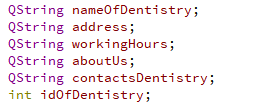 QString nameOfDentistry;
QString address;
QString workingHours;
QString aboutUs;
QString contactsDentistry;
int idOfDentistry;